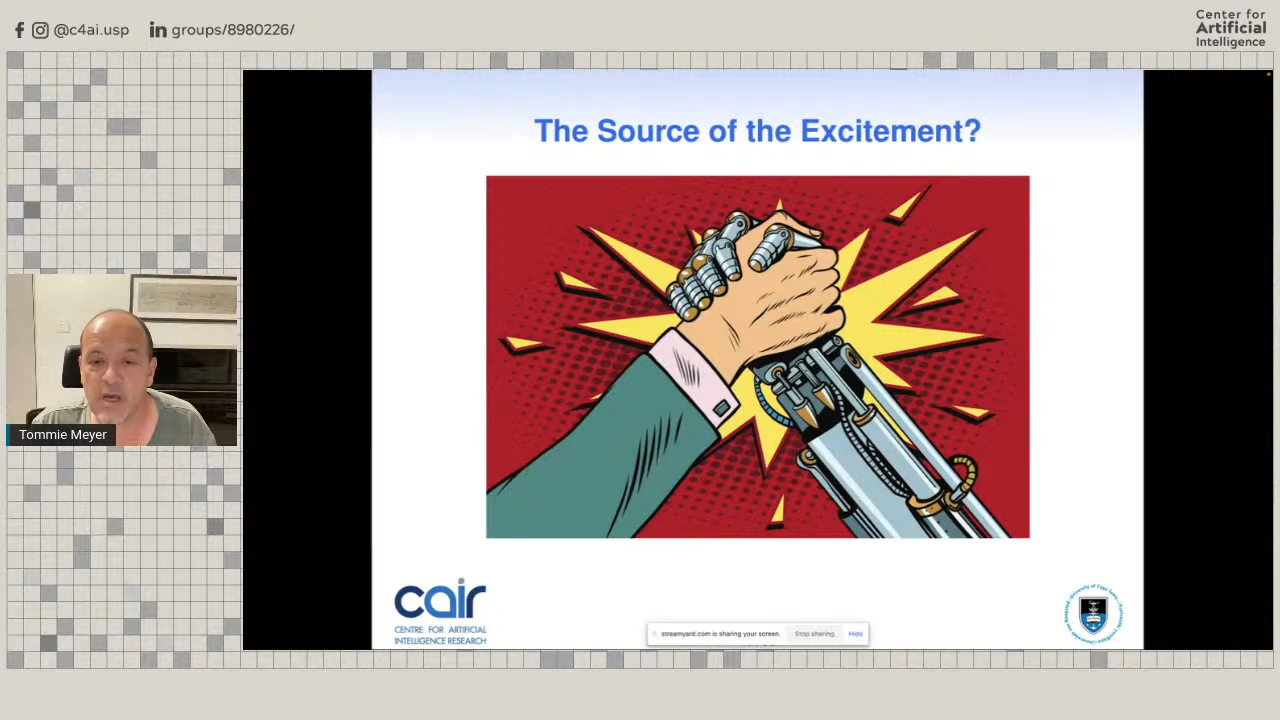 @c4ai.usp
groups/8980226/
Center for
Artificial
Intelligence
The Source of the Excitement?
Tommie Meyer
cair
CENTRE FOR ARTIFICIAL
INTELLIGENCE RESEARCH
streamyard.com is sharing your screen.
Stop sharing
Hide